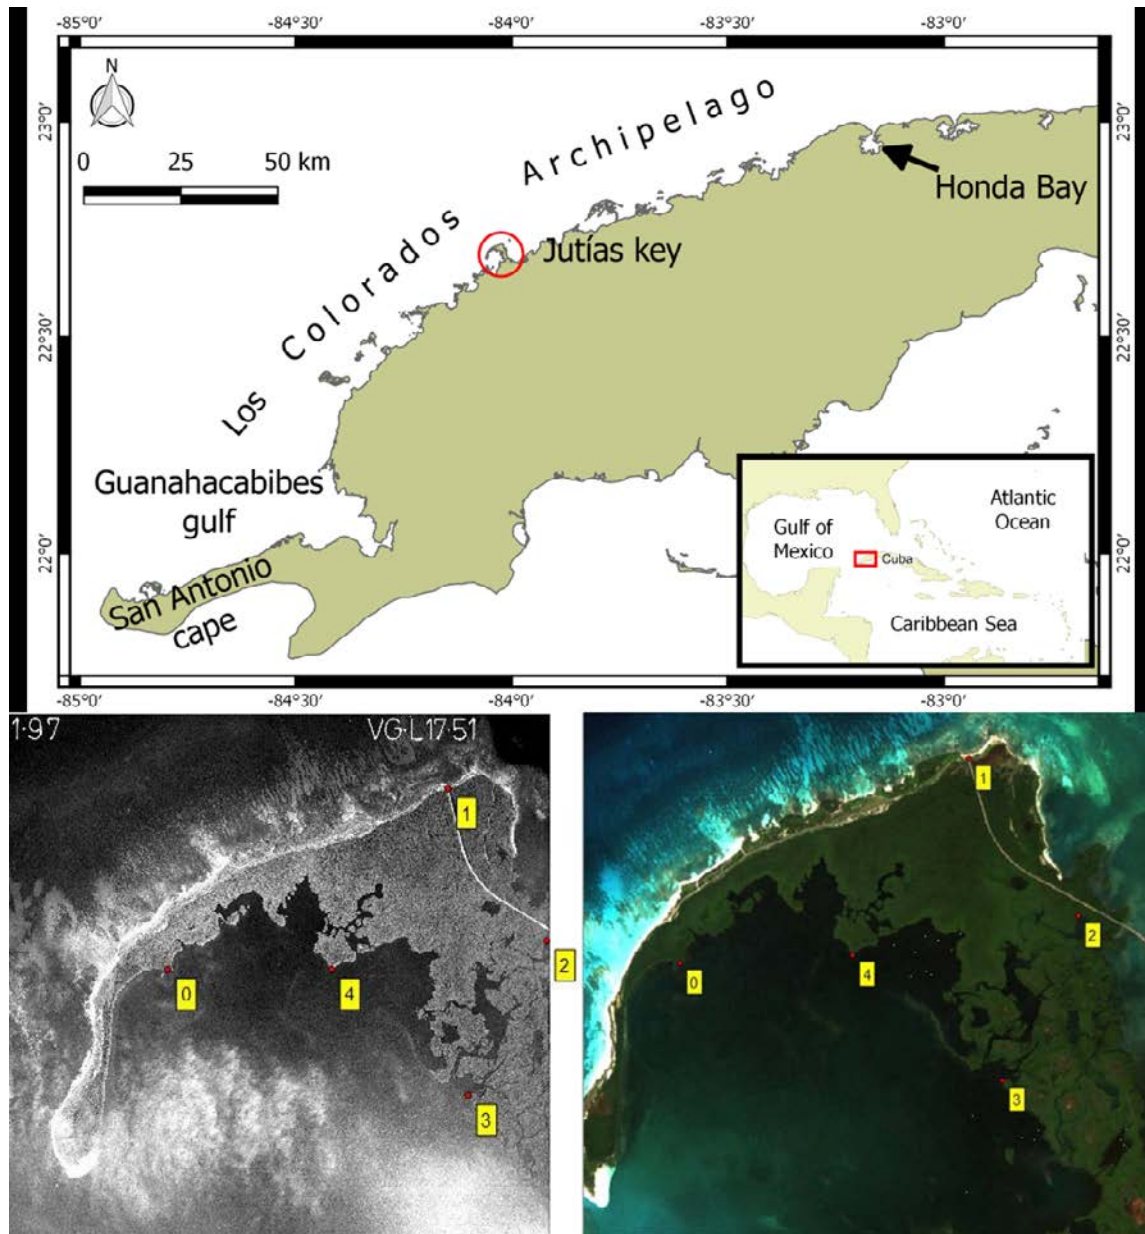 -85°0' -84°30' -84°0' -83°30' -83°0'
N
0 25 50 km
23°0'
22°30'
22°0'
23°0'
22°30'
22°0'
Los Colorados Archipelago
Honda Bay
Jutías key
Guanahacabibes
gulf
San Antonio
cape
Gulf of
Mexico
Atlantic
Ocean
Cuba
Caribbean Sea
-85°0' -84°30' -84°0' -83°30' -83°0'
1·97 VG·L17·51
1
2
0
4
3
1
2
0
4
3